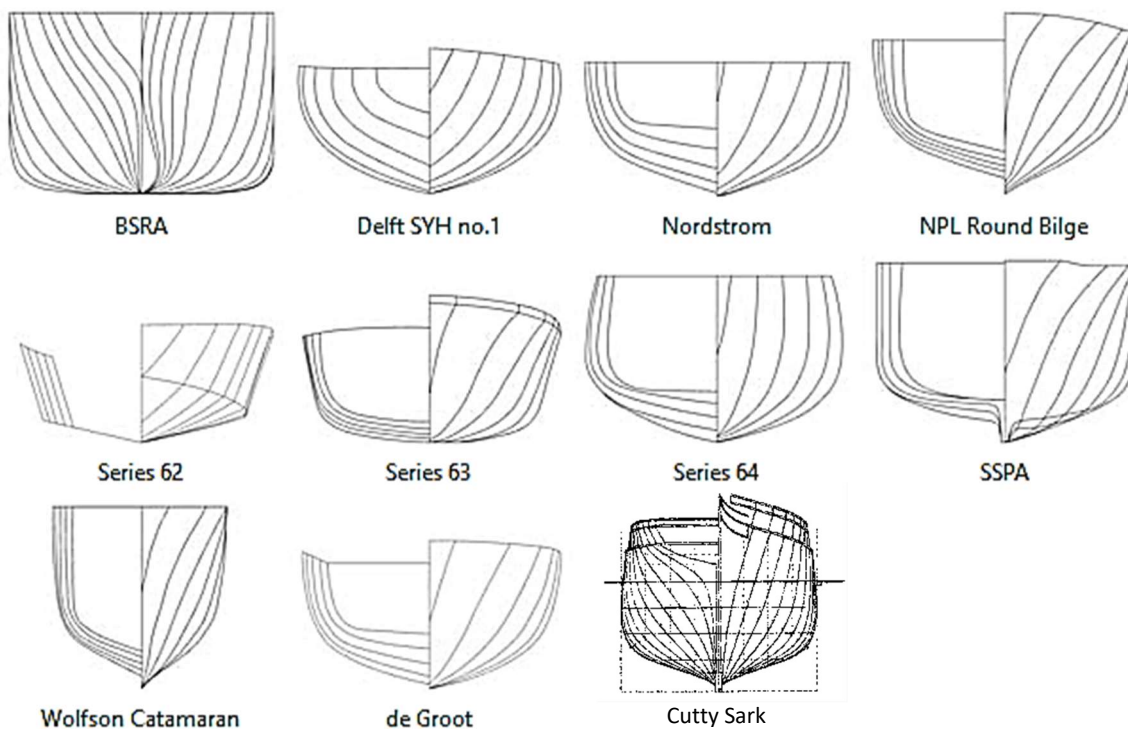 BSRA
Delft SYH no.1
Nordstrom
NPL Round Bilge
Series 62
Series 63
Series 64
SSPA
Wolfson Catamaran
de Groot
Cutty Sark